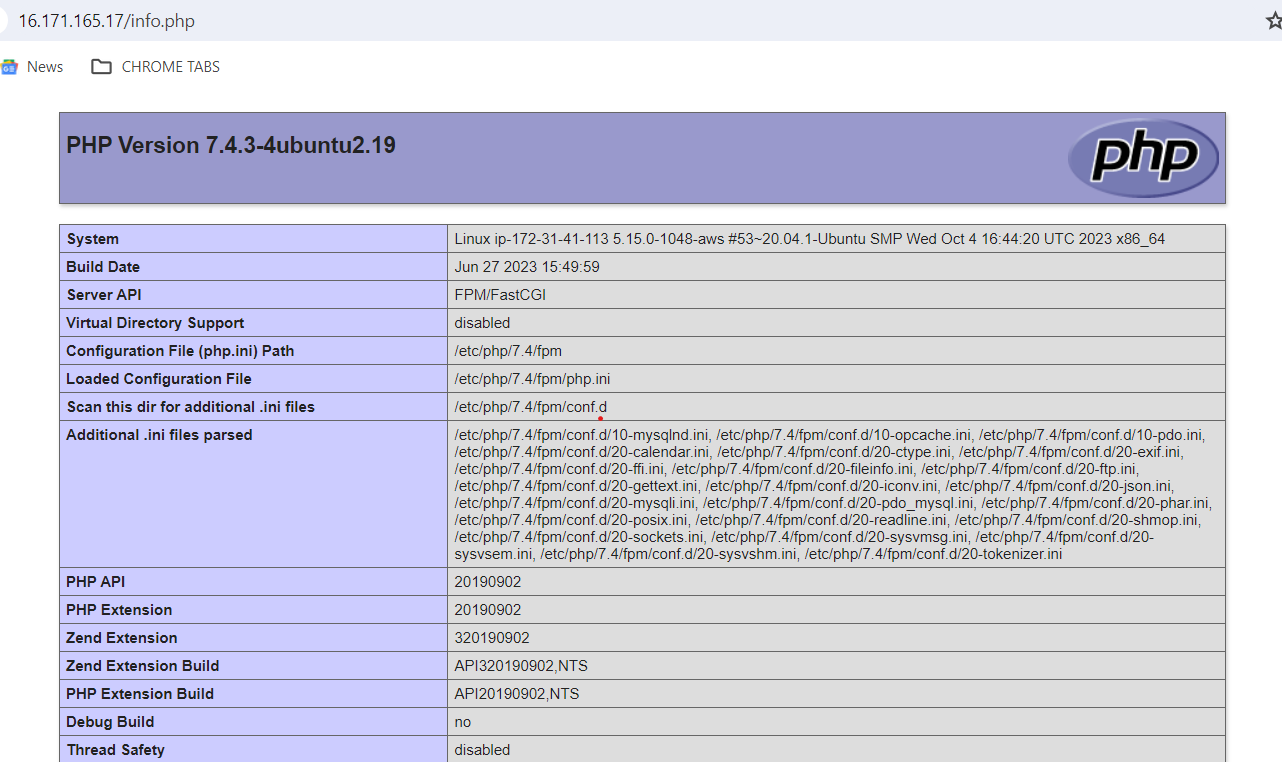 16.171.165.17/info.php
News CHROME TABS
PHP Version 7.4.3-4ubuntu2.19
php
System Linux ip-172-31-41-113 5.15.0-1048-aws #53~20.04.1-Ubuntu SMP Wed Oct 4 16:44:20 UTC 2023 x86_64
Build Date Jun 27 2023 15:49:59
Server API FPM/FastCGI
Virtual Directory Support disabled
Configuration File (php.ini) Path /etc/php/7.4/fpm
Loaded Configuration File /etc/php/7.4/fpm/php.ini
Scan this dir for additional .ini files /etc/php/7.4/fpm/conf.d
Additional .ini files parsed /etc/php/7.4/fpm/conf.d/10-mysqlnd.ini, /etc/php/7.4/fpm/conf.d/10-opcache.ini, /etc/php/7.4/fpm/conf.d/10-pdo.ini,
/etc/php/7.4/fpm/conf.d/20-calendar.ini, /etc/php/7.4/fpm/conf.d/20-ctype.ini, /etc/php/7.4/fpm/conf.d/20-exif.ini,
/etc/php/7.4/fpm/conf.d/20-ffi.ini, /etc/php/7.4/fpm/conf.d/20-fileinfo.ini, /etc/php/7.4/fpm/conf.d/20-ftp.ini,
/etc/php/7.4/fpm/conf.d/20-gettext.ini, /etc/php/7.4/fpm/conf.d/20-iconv.ini, /etc/php/7.4/fpm/conf.d/20-json.ini,
/etc/php/7.4/fpm/conf.d/20-mysqli.ini, /etc/php/7.4/fpm/conf.d/20-pdo_mysql.ini, /etc/php/7.4/fpm/conf.d/20-phar.ini,
/etc/php/7.4/fpm/conf.d/20-posix.ini, /etc/php/7.4/fpm/conf.d/20-readline.ini, /etc/php/7.4/fpm/conf.d/20-shmop.ini,
/etc/php/7.4/fpm/conf.d/20-sockets.ini, /etc/php/7.4/fpm/conf.d/20-sysvmsg.ini, /etc/php/7.4/fpm/conf.d/20-
sysvsem.ini, /etc/php/7.4/fpm/conf.d/20-sysvshm.ini, /etc/php/7.4/fpm/conf.d/20-tokenizer.ini
PHP API 20190902
PHP Extension 20190902
Zend Extension 320190902
Zend Extension Build API320190902,NTS
PHP Extension Build API20190902,NTS
Debug Build no
Thread Safety disabled